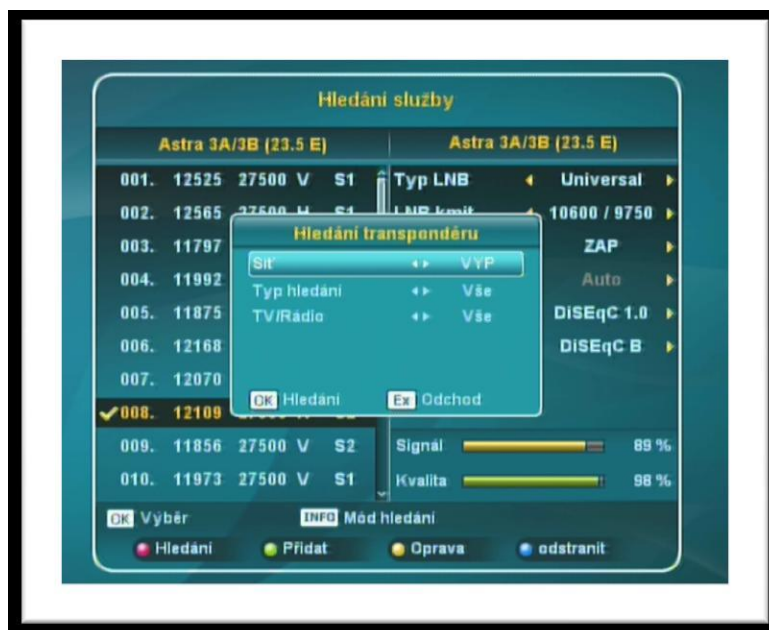 Hledání služby
Astra 3A/3B (23.5 E) Astra 3A/3B (23.5 E)
001. 12525 27500 V S1 Typ LNB Universal
002. 12565 27500 H S1 LNB kmit 10600 / 9750
003. 11797 ZAP
004. 11992 Auto
005. 11875 DiSEqC 1.0
006. 12168 DiSEqC B
007. 12070
008. 12109
009. 11856 27500 V S2 Signál 89 %
010. 11973 27500 V S1 Kvalita 98 %
Hledání transpondéru
Síť VYP
Typ hledání Vše
TV/Rádio Vše
OK Hledání Ex Odchod
OK Výběr INFO Mód hledání
Hledání Přidat Oprava odstranit